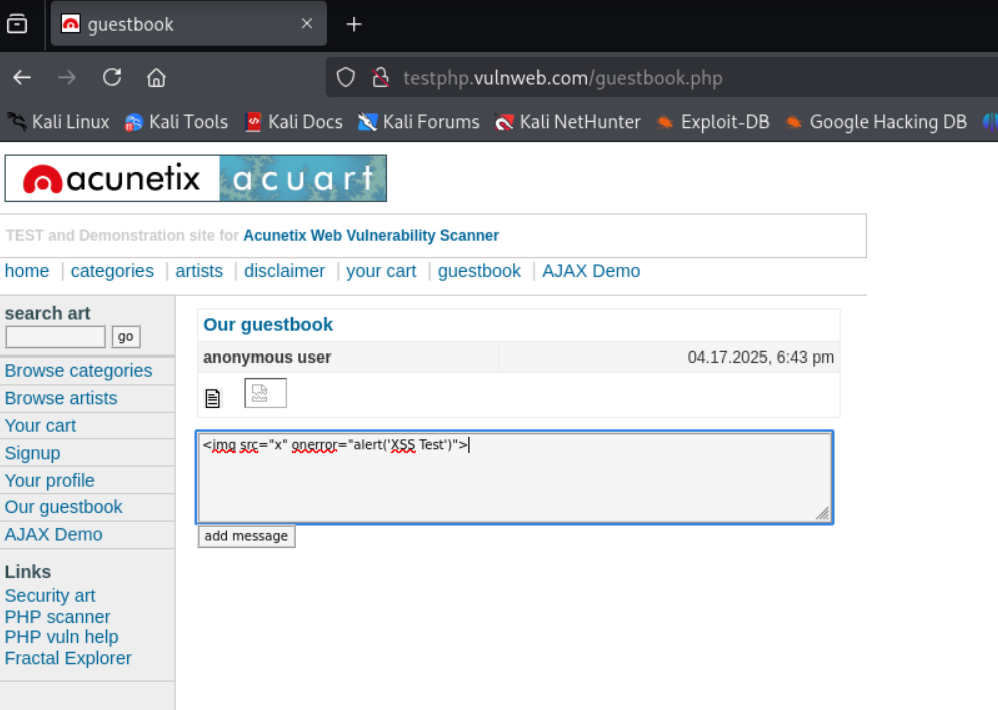 guestbook
testphp.vulnweb.com/guestbook.php
Kali Linux Kali Tools Kali Docs Kali Forums Kali NetHunter Exploit-DB Google Hacking DB
acunetix acuart
TEST and Demonstration site for Acunetix Web Vulnerability Scanner
home | categories | artists | disclaimer | your cart | guestbook | AJAX Demo
search art
go
Browse categories
Browse artists
Your cart
Signup
Your profile
Our guestbook
AJAX Demo
Links
Security art
PHP scanner
PHP vuln help
Fractal Explorer
Our guestbook
anonymous user 04.17.2025, 6:43 pm
<img src="x" onerror="alert('XSS Test')">
add message